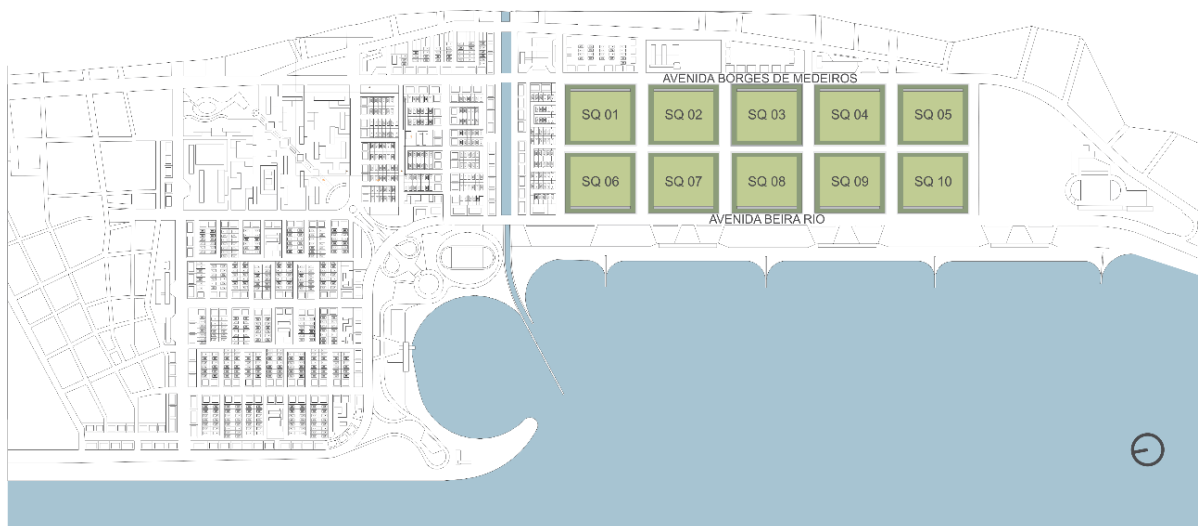 AVENIDA BORGES DE MEDEIROS
SQ 01 SQ 02 SQ 03 SQ 04 SQ 05
SQ 06 SQ 07 SQ 08 SQ 09 SQ 10
AVENIDA BEIRA RIO